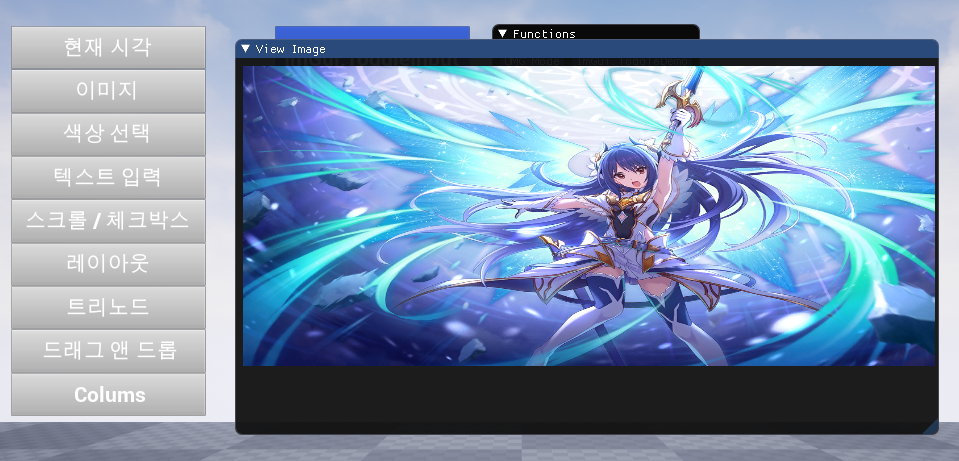 현재 시각
이미지
색상 선택
텍스트 입력
스크롤 / 체크박스
레이아웃
트리노드
드래그 앤 드롭
Colums
Functions
View Image